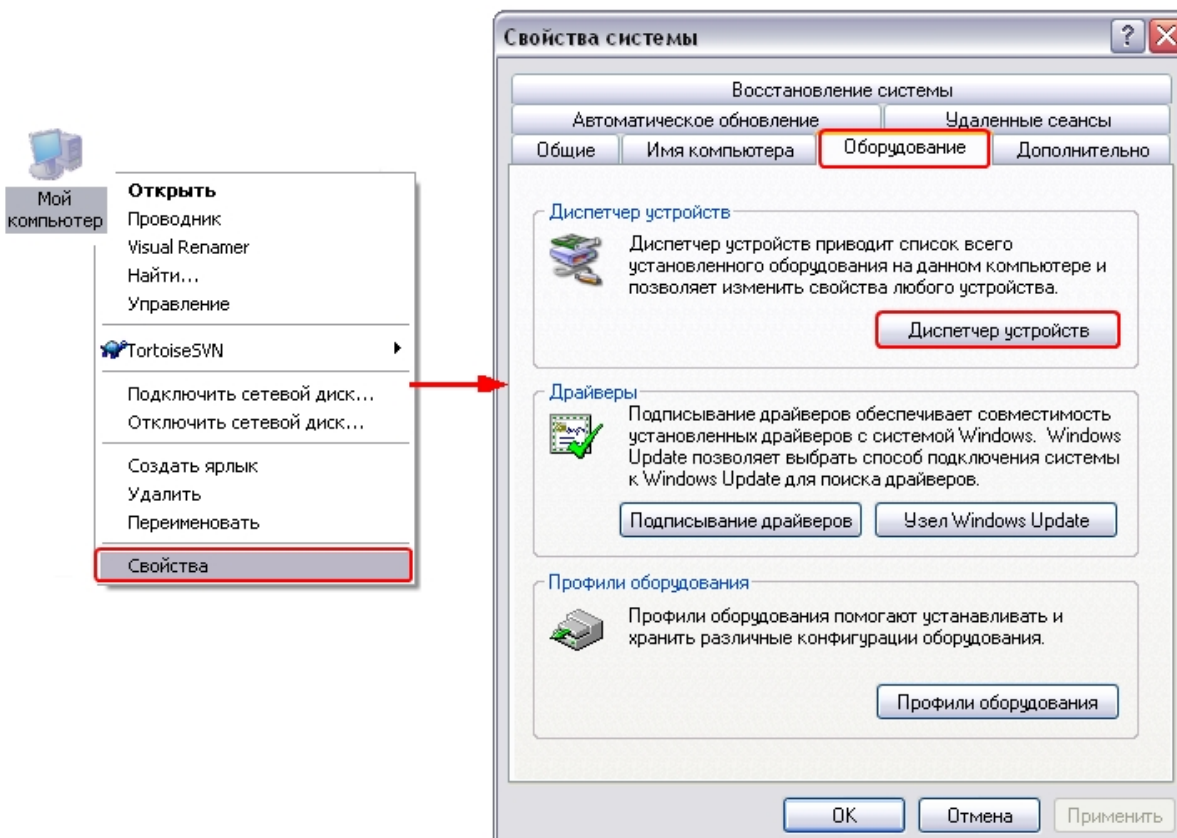 Мой
компьютер
Открыть
Проводник
Visual Renamer
Найти...
Управление
TortoiseSVN
Подключить сетевой диск...
Отключить сетевой диск...
Создать ярлык
Удалить
Переименовать
Свойства
Свойства системы
?
Восстановление системы
Автоматическое обновление
Удаленные сеансы
Общие
Имя компьютера
Оборудование
Дополнительно
Диспетчер устройств
Диспетчер устройств приводит список всего
установленного оборудования на данном компьютере и
позволяет изменить свойства любого устройства.
Диспетчер устройств
Драйверы
Подписывание драйверов обеспечивает совместимость
установленных драйверов с системой Windows. Windows
Update позволяет выбрать способ подключения системы
к Windows Update для поиска драйверов.
Подписывание драйверов
Узел Windows Update
Профили оборудования
Профили оборудования помогают устанавливать и
хранить различные конфигурации оборудования.
Профили оборудования
OK
Отмена
Применить